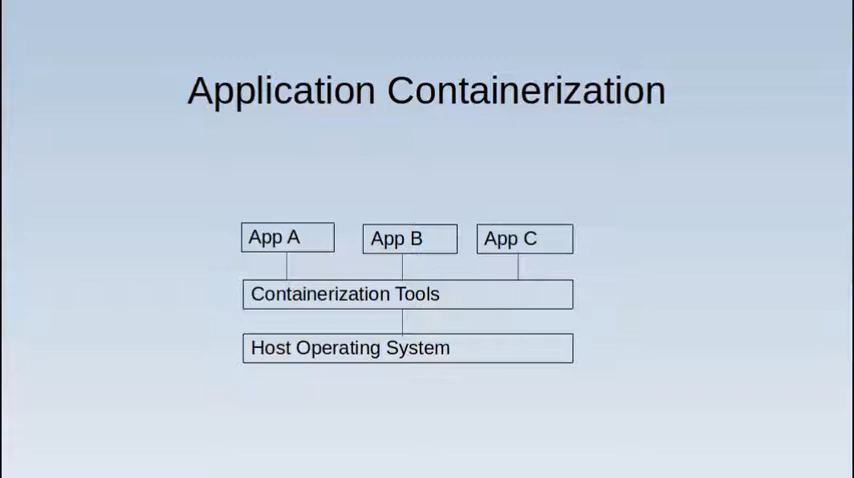 Application Containerization
App A
App B
App C
Containerization Tools
Host Operating System